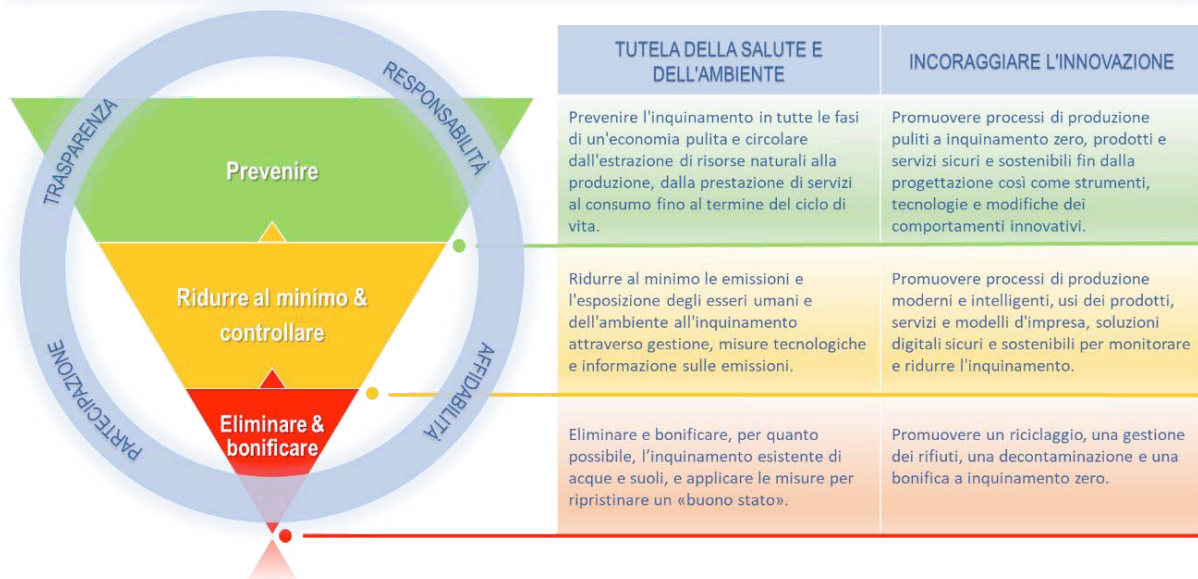 TRASPARENZA
RESPONSABILITÀ
PARTECIPAZIONE
AFFIDABILITÀ
Prevenire
Ridurre al minimo &
controllare
Eliminare &
bonificare
TUTELA DELLA SALUTE E
DELL'AMBIENTE
INCORAGGIARE L'INNOVAZIONE
Prevenire l'inquinamento in tutte le fasi
di un'economia pulita e circolare
dall'estrazione di risorse naturali alla
produzione, dalla prestazione di servizi
al consumo fino al termine del ciclo di
vita.
Promuovere processi di produzione
puliti a inquinamento zero, prodotti e
servizi sicuri e sostenibili fin dalla
progettazione così come strumenti,
tecnologie e modifiche dei
comportamenti innovativi.
Ridurre al minimo le emissioni e
l'esposizione degli esseri umani e
dell'ambiente all'inquinamento
attraverso gestione, misure tecnologiche
e informazione sulle emissioni.
Promuovere processi di produzione
moderni e intelligenti, usi dei prodotti,
servizi e modelli d'impresa, soluzioni
digitali sicuri e sostenibili per monitorare
e ridurre l'inquinamento.
Eliminare e bonificare, per quanto
possibile, l'inquinamento esistente di
acque e suoli, e applicare le misure per
ripristinare un «buono stato».
Promuovere un riciclaggio, una gestione
dei rifiuti, una decontaminazione e una
bonifica a inquinamento zero.